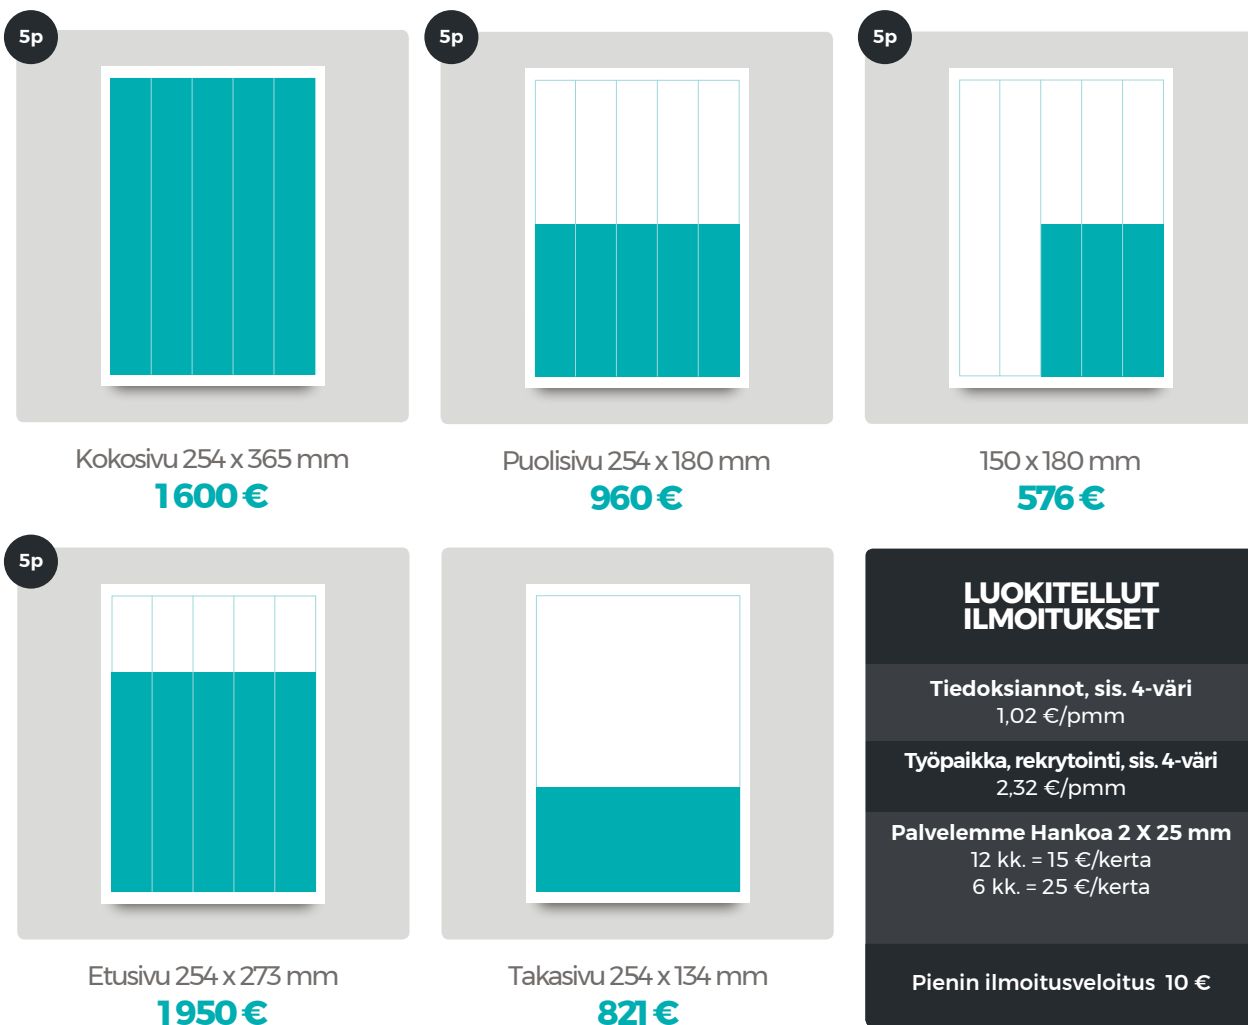 5p
Kokosivu 254 x 365 mm
1 600 €
5p
Puolisivu 254 x 180 mm
960 €
5p
150 x 180 mm
576 €
5p
Etusivu 254 x 273 mm
1 950 €
Takasivu 254 x 134 mm
821 €
LUOKITELLUT
ILMOITUKSET
Tiedoksiannot, sis. 4-väri
1,02 €/pmm
Työpaikka, rekrytointi, sis. 4-väri
2,32 €/pmm
Palvelemme Hankoa 2 X 25 mm
12 kk. = 15 €/kerta
6 kk. = 25 €/kerta
Pienin ilmoitusveloitus 10 €